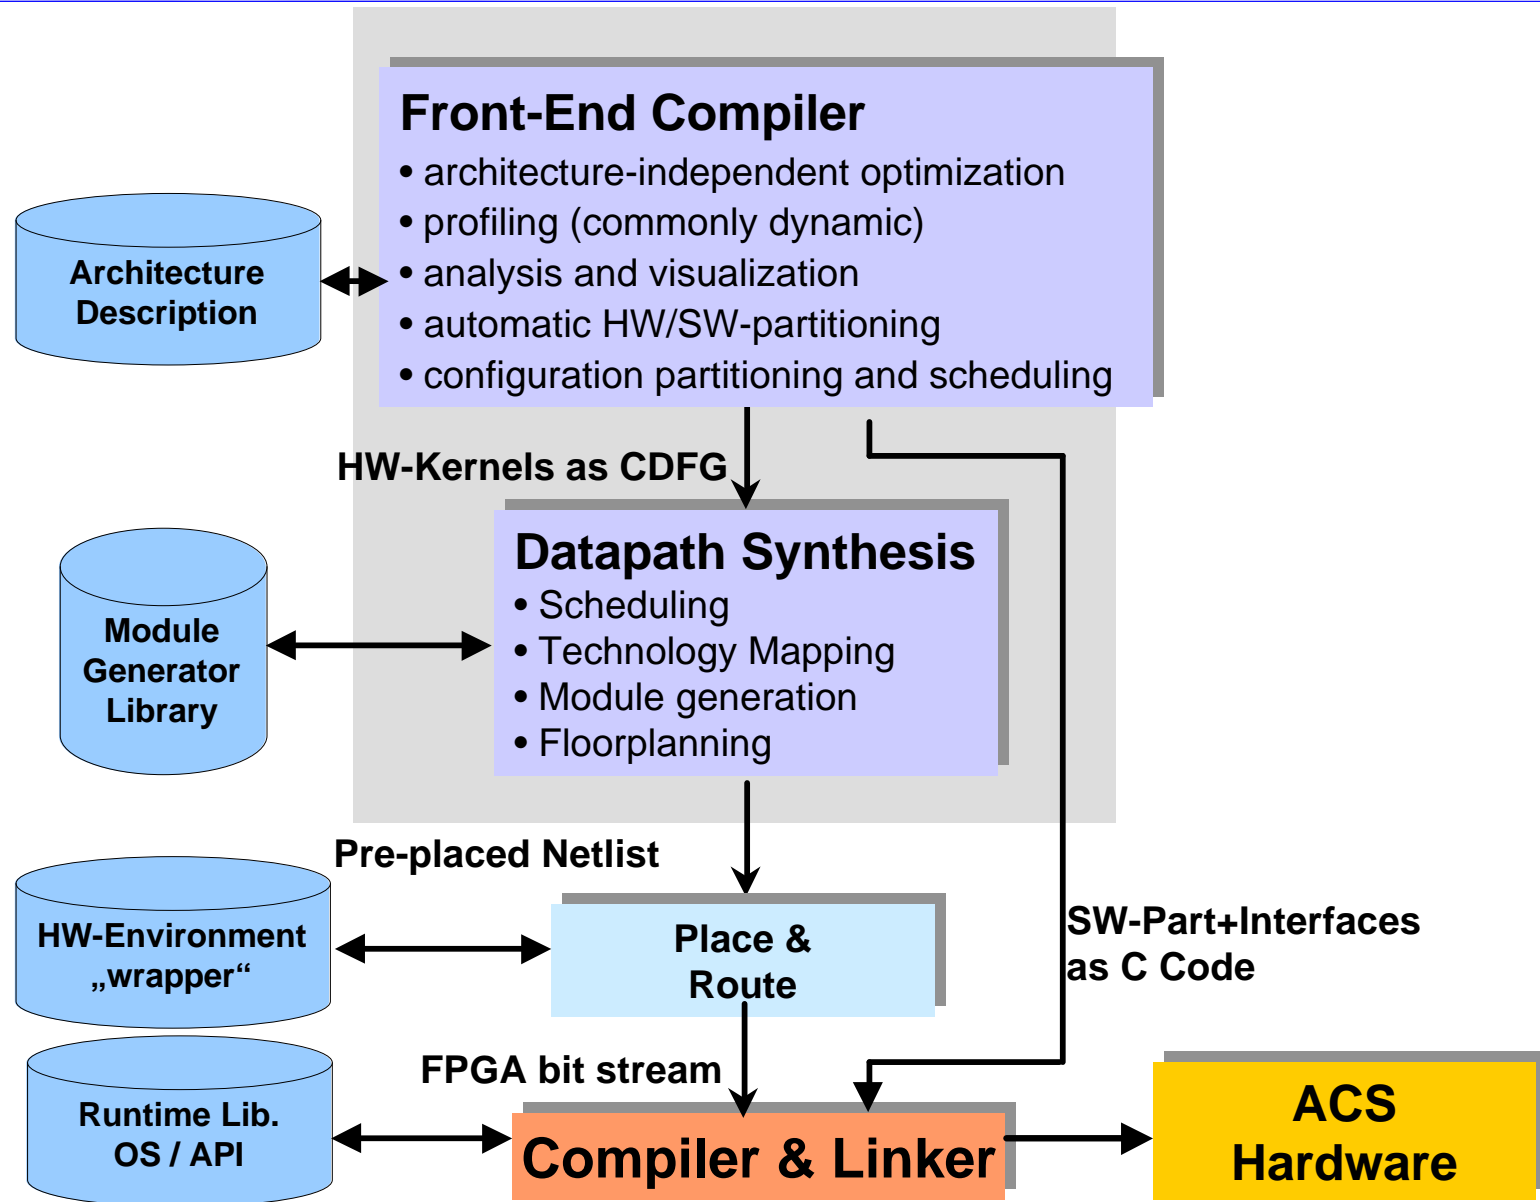 Front-End Compiler
• architecture-independent optimization
• profiling (commonly dynamic)
• analysis and visualization
• automatic HW/SW-partitioning
• configuration partitioning and scheduling
Architecture
Description
HW-Kernels as CDFG
Datapath Synthesis
• Scheduling
• Technology Mapping
• Module generation
• Floorplanning
Module
Generator
Library
Pre-placed Netlist
HW-Environment
„wrapper“
Place &
Route
SW-Part+Interfaces
as C Code
FPGA bit stream
Runtime Lib.
OS / API
Compiler & Linker
ACS
Hardware